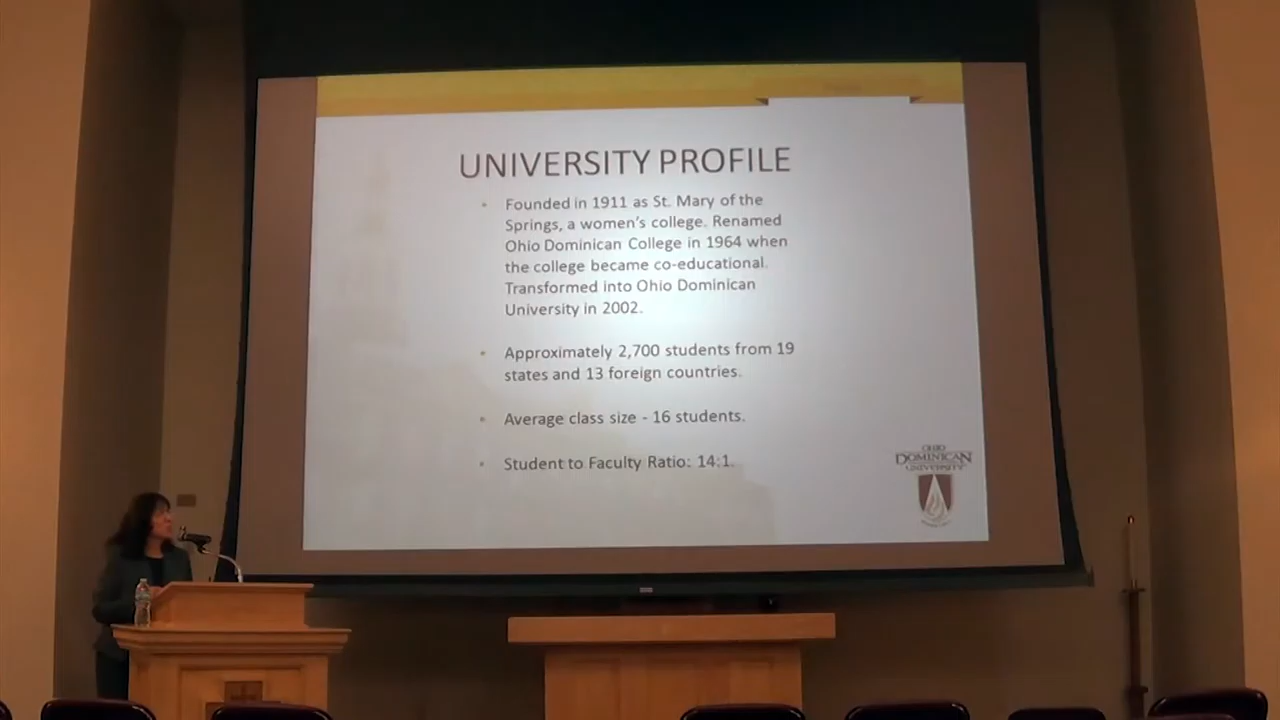 UNIVERSITY PROFILE
• Founded in 1911 as St. Mary of the
Springs, a women's college. Renamed
Ohio Dominican College in 1964 when
the college became co-educational.
Transformed into Ohio Dominican
University in 2002.
• Approximately 2,700 students from 19
states and 13 foreign countries.
• Average class size - 16 students.
• Student to Faculty Ratio: 14:1.
OHIO
DOMINICAN
UNIVERSITY